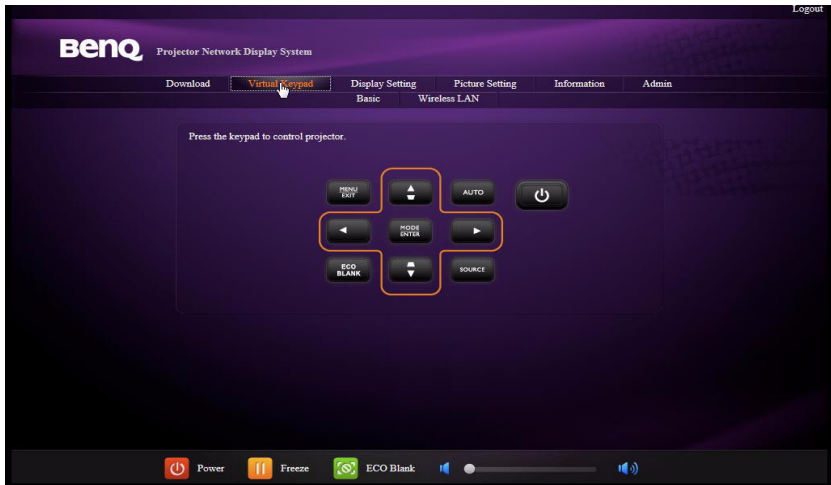 Logout
BenQ Projector Network Display System
Download Virtual Keypad Display Setting Picture Setting Information Admin
Basic Wireless LAN
Press the keypad to control projector.
MENU
EXIT
AUTO
MODE
ENTER
ECO
BLANK
SOURCE
Power Freeze ECO Blank